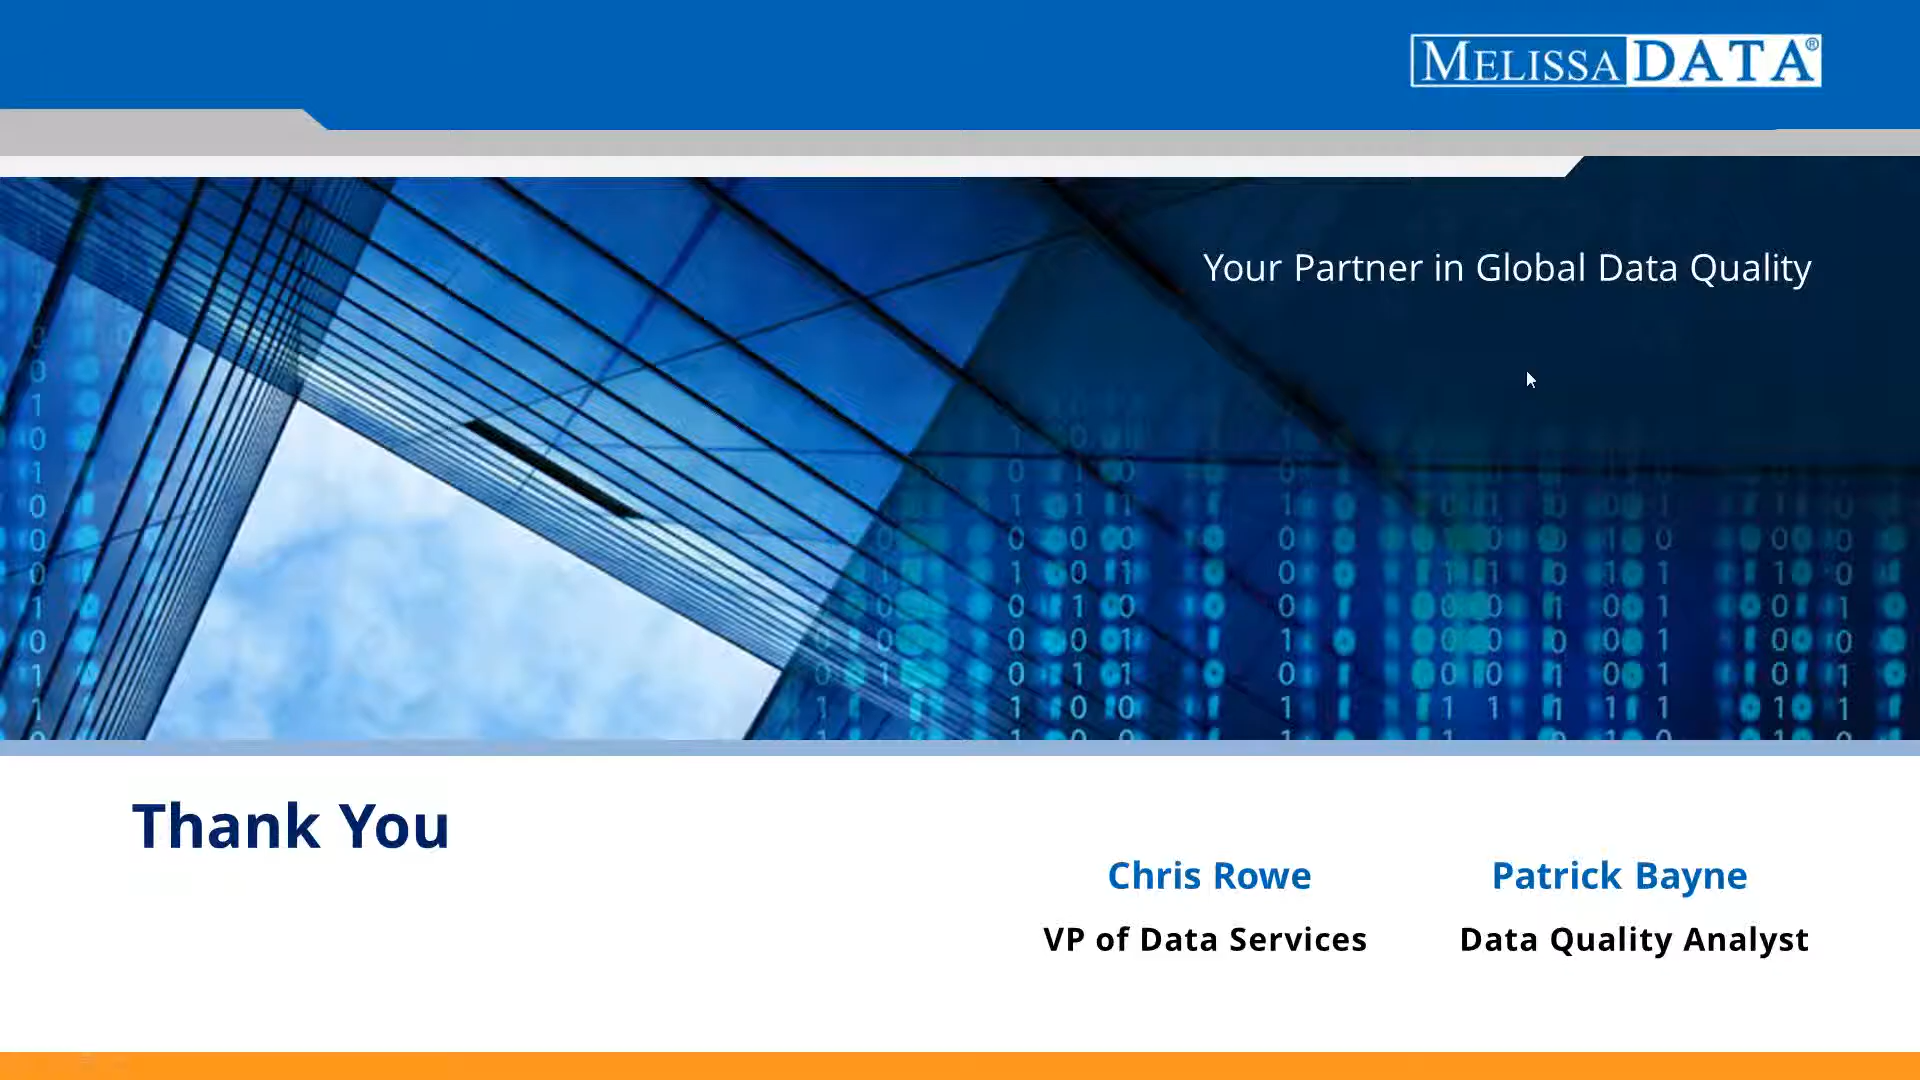 MELISSA DATA®
Your Partner in Global Data Quality
Thank You
Chris Rowe
VP of Data Services
Patrick Bayne
Data Quality Analyst